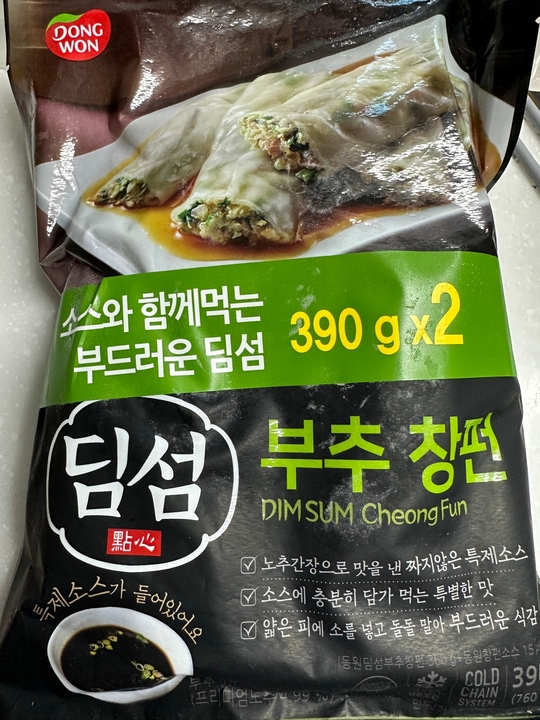 DONG
WON
소스와 함께먹는
부드러운 딤섬
390 g x2
딤섬
點心
부추 창펀
DIMSUM Cheong Fun
노추간장으로 맛을 낸 짜지않은 특제소스
소스에 충분히 담가 먹는 특별한 맛
얇은 피에 소를 넣고 돌돌 말아 부드러운 식감
특제소스가 들어있어요
COLD
CHAIN
SYSTEM
39
(760